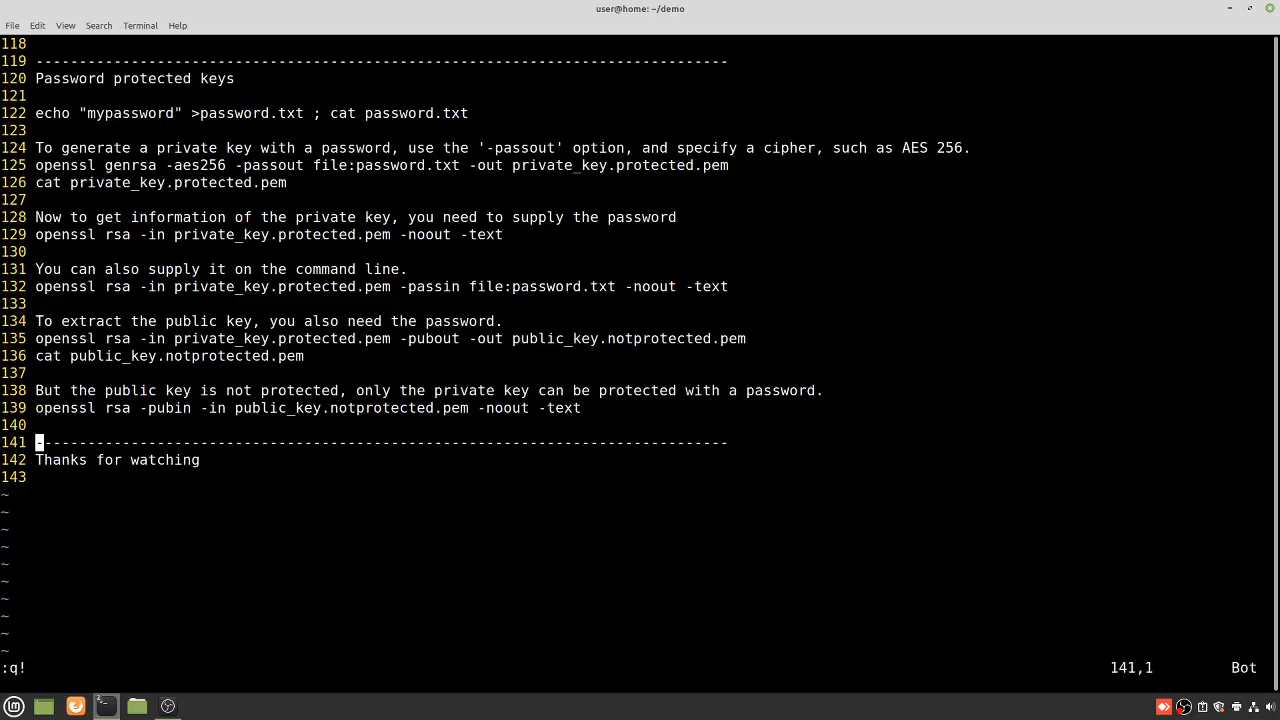 user@home: ~/demo
File Edit View Search Terminal Help
118
119 --------------------------------------------------------------------------------
120 Password protected keys
121
122 echo "mypassword" >password.txt ; cat password.txt
123
124 To generate a private key with a password, use the '-passout' option, and specify a cipher, such as AES 256.
125 openssl genrsa -aes256 -passout file:password.txt -out private_key.protected.pem
126 cat private_key.protected.pem
127
128 Now to get information of the private key, you need to supply the password
129 openssl rsa -in private_key.protected.pem -noout -text
130
131 You can also supply it on the command line.
132 openssl rsa -in private_key.protected.pem -passin file:password.txt -noout -text
133
134 To extract the public key, you also need the password.
135 openssl rsa -in private_key.protected.pem -pubout -out public_key.notprotected.pem
136 cat public_key.notprotected.pem
137
138 But the public key is not protected, only the private key can be protected with a password.
139 openssl rsa -pubin -in public_key.notprotected.pem -noout -text
140
141 --------------------------------------------------------------------------------
142 Thanks for watching
143
~
~
~
~
~
~
~
~
~
~
:q! 141,1 Bot